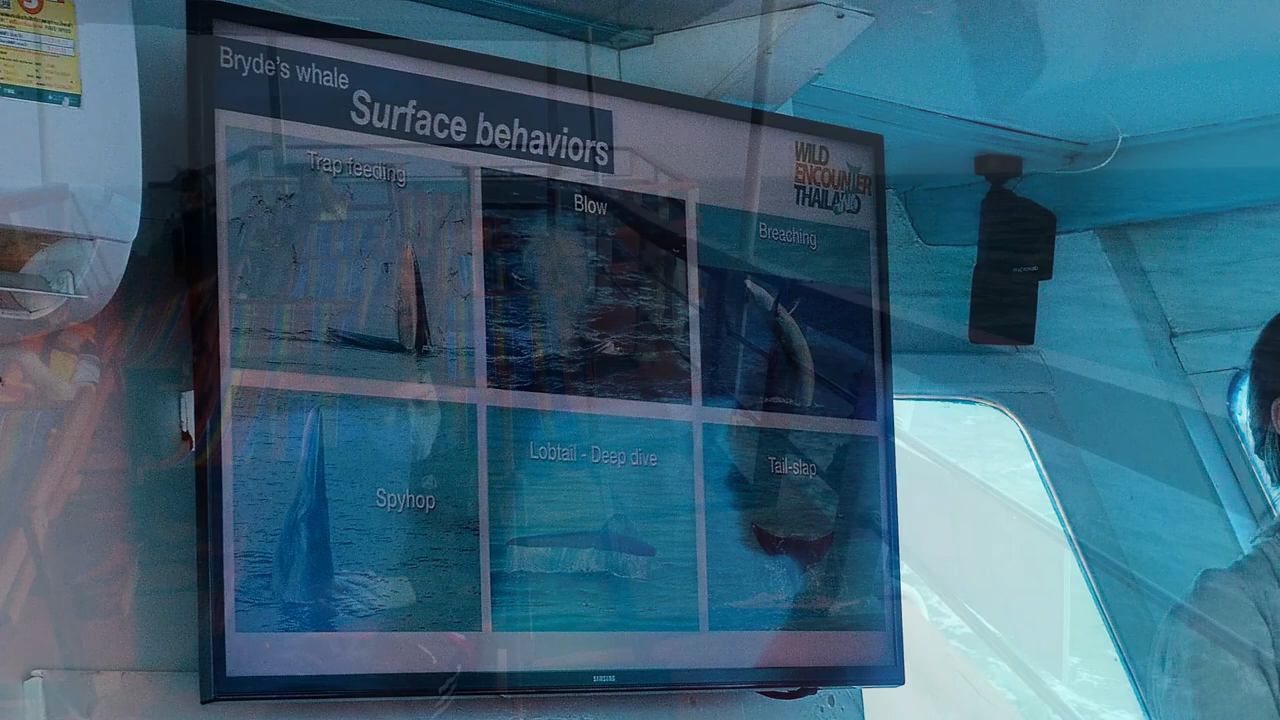 Bryde's whale
Surface behaviors
WILD
ENCOUNTER
THAILAND
Trap feeding
Blow
Breaching
Spyhop
Lobtail - Deep dive
Tail-slap
SAMSUNG